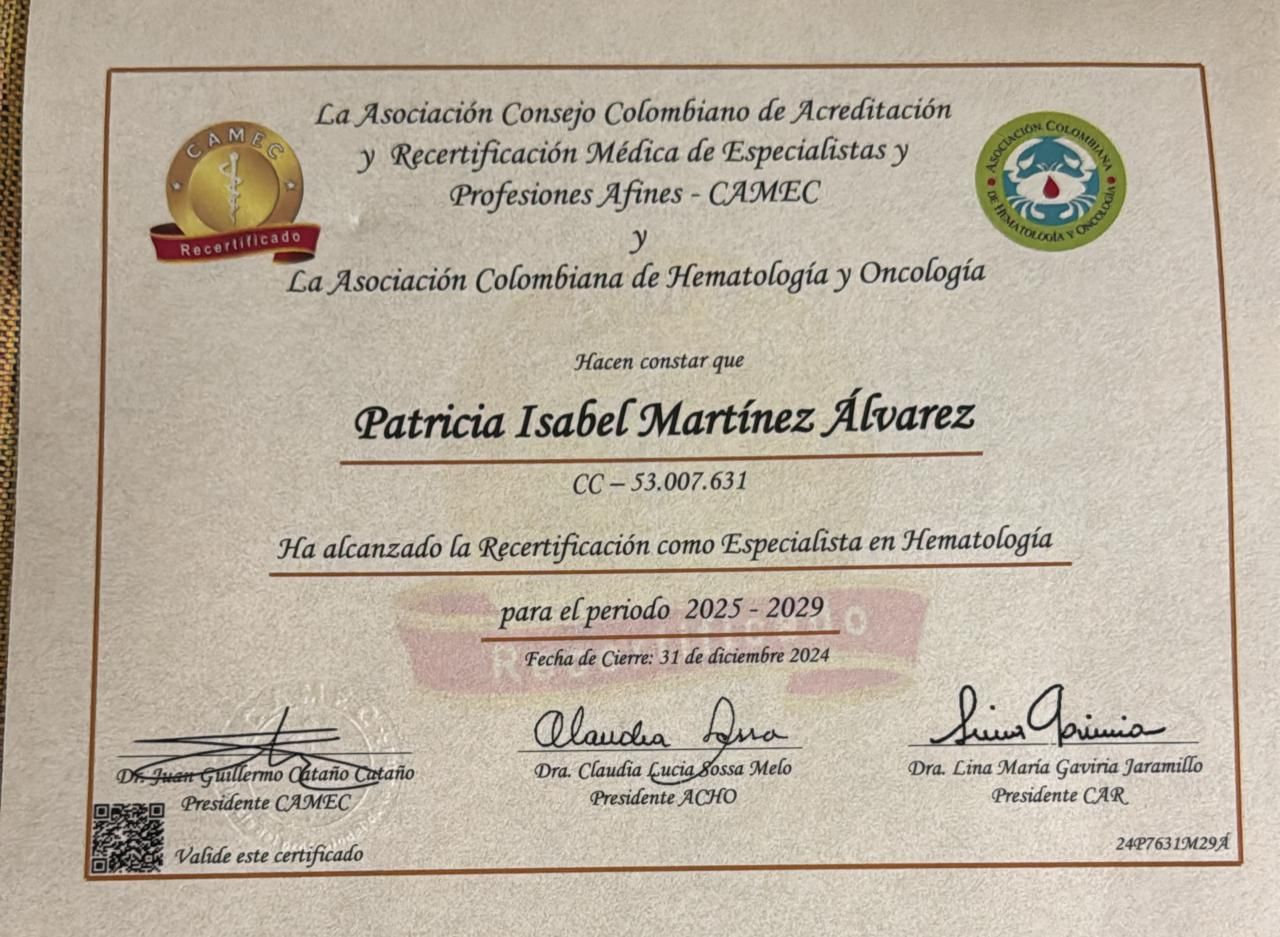 La Asociación Consejo Colombiano de Acreditación
y Recertificación Médica de Especialistas y
Profesiones Afines - CAMEC
y
La Asociación Colombiana de Hematología y Oncología
CAMEC
Recertificado
ASOCIACIÓN COLOMBIANA
DE HEMATOLOGÍA Y ONCOLOGÍA
Hacen constar que
Patricia Isabel Martínez Álvarez
CC – 53.007.631
Ha alcanzado la Recertificación como Especialista en Hematología
para el periodo 2025 - 2029
Recertificado
Fecha de Cierre: 31 de diciembre 2024
Dr. Juan Guillermo Cataño Cataño
Presidente CAMEC
Dra. Claudia Lucia Sossa Melo
Presidente ACHO
Dra. Lina María Gaviria Jaramillo
Presidente CAR
Valide este certificado
24P7631M29Á